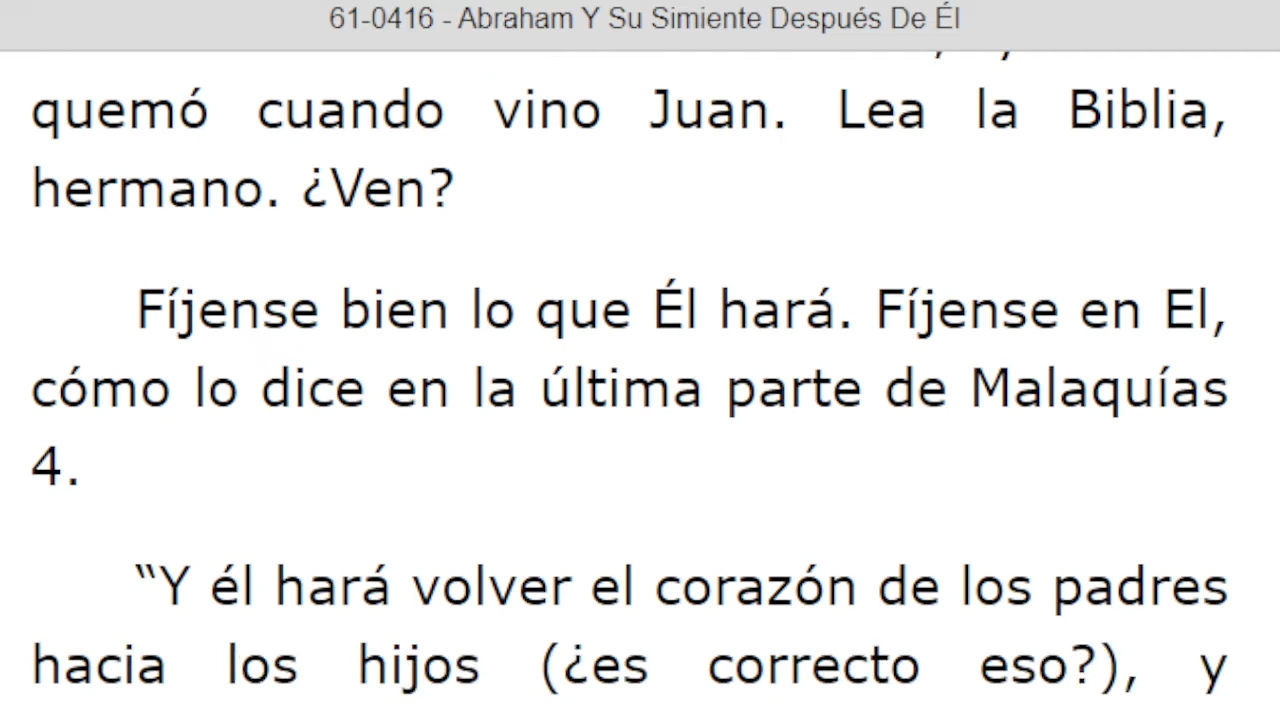 61-0416 - Abraham Y Su Simiente Después De Él
quemó cuando vino Juan. Lea la Biblia,
hermano. ¿Ven?
Fíjense bien lo que Él hará. Fíjense en El,
cómo lo dice en la última parte de Malaquías
4.
“Y él hará volver el corazón de los padres
hacia los hijos (¿es correcto eso?), y